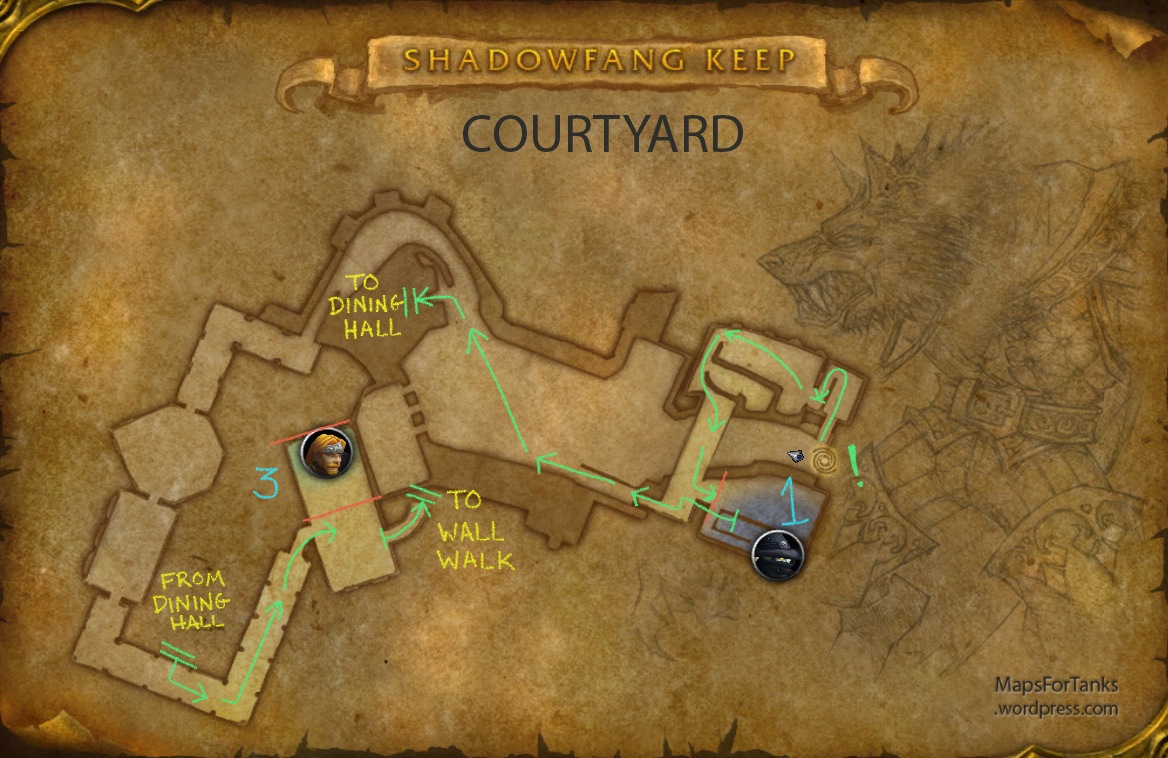 SHADOWFANG KEEP
COURTYARD
TO
DINING
HALL
3
1
!
TO
WALL
WALK
FROM
DINING
HALL
MapsForTanks
.wordpress.com